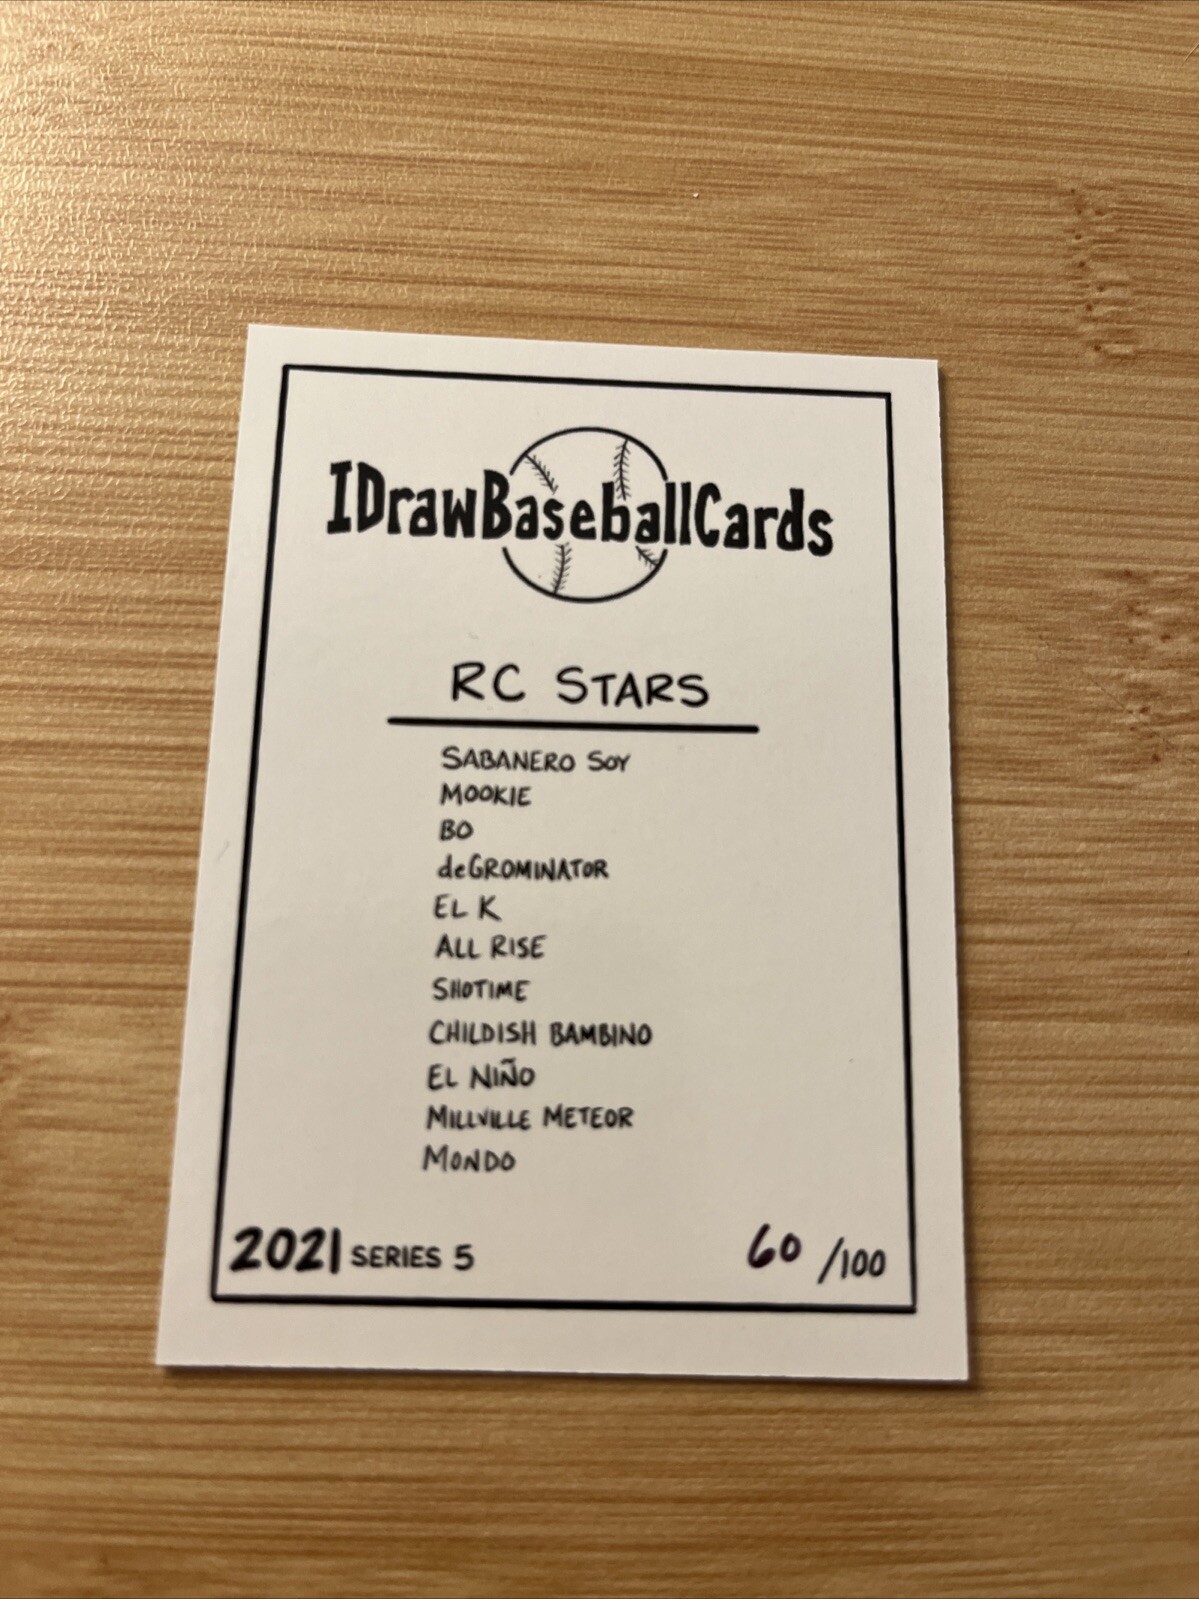 IDrawBaseballCards
RC STARS
SABANERO SOY
MOOKIE
BO
deGROMINATOR
EL K
ALL RISE
SHOTIME
CHILDISH BAMBINO
EL NIÑO
MILLVILLE METEOR
MONDO
2021 SERIES 5 60 /100